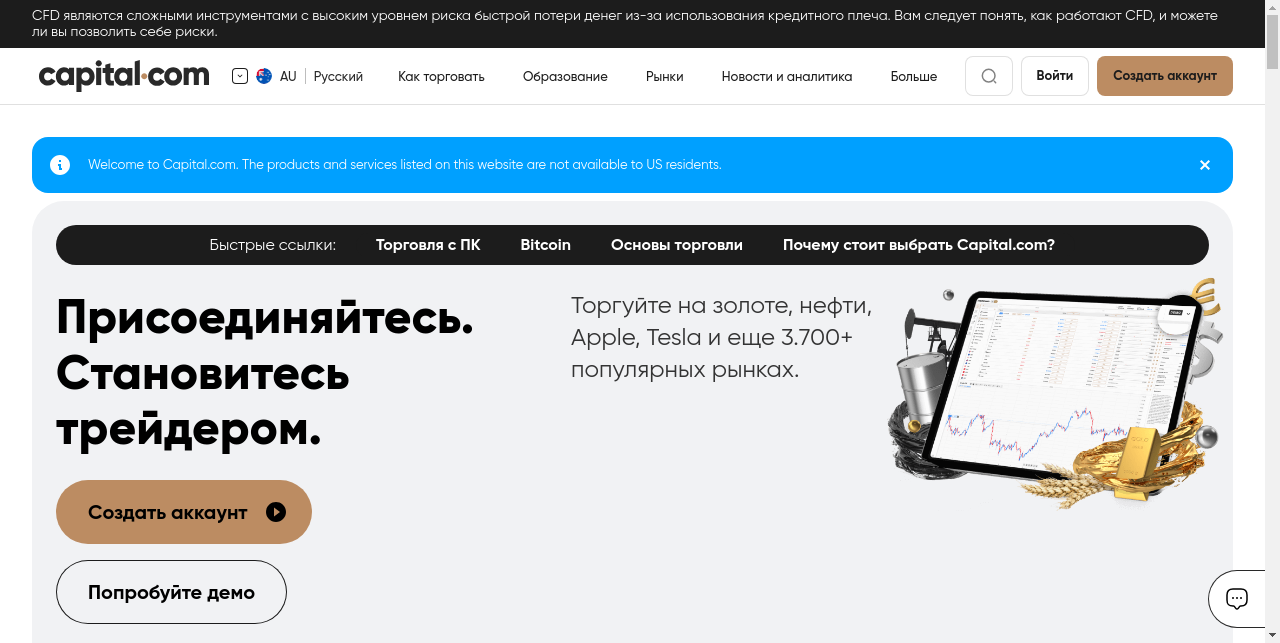 CFD являются сложными инструментами с высоким уровнем риска быстрой потери денег из-за использования кредитного плеча. Вам следует понять, как работают CFD, и можете
ли вы позволить себе риски.
capital.com AU Русский Как торговать Образование Рынки Новости и аналитика Больше Войти Создать аккаунт
Welcome to Capital.com. The products and services listed on this website are not available to US residents.
Быстрые ссылки: Торговля с ПК Bitcoin Основы торговли Почему стоит выбрать Capital.com?
Присоединяйтесь.
Становитесь
трейдером.
Торгуйте на золоте, нефти,
Apple, Tesla и еще 3.700+
популярных рынках.
Создать аккаунт
Попробуйте демо